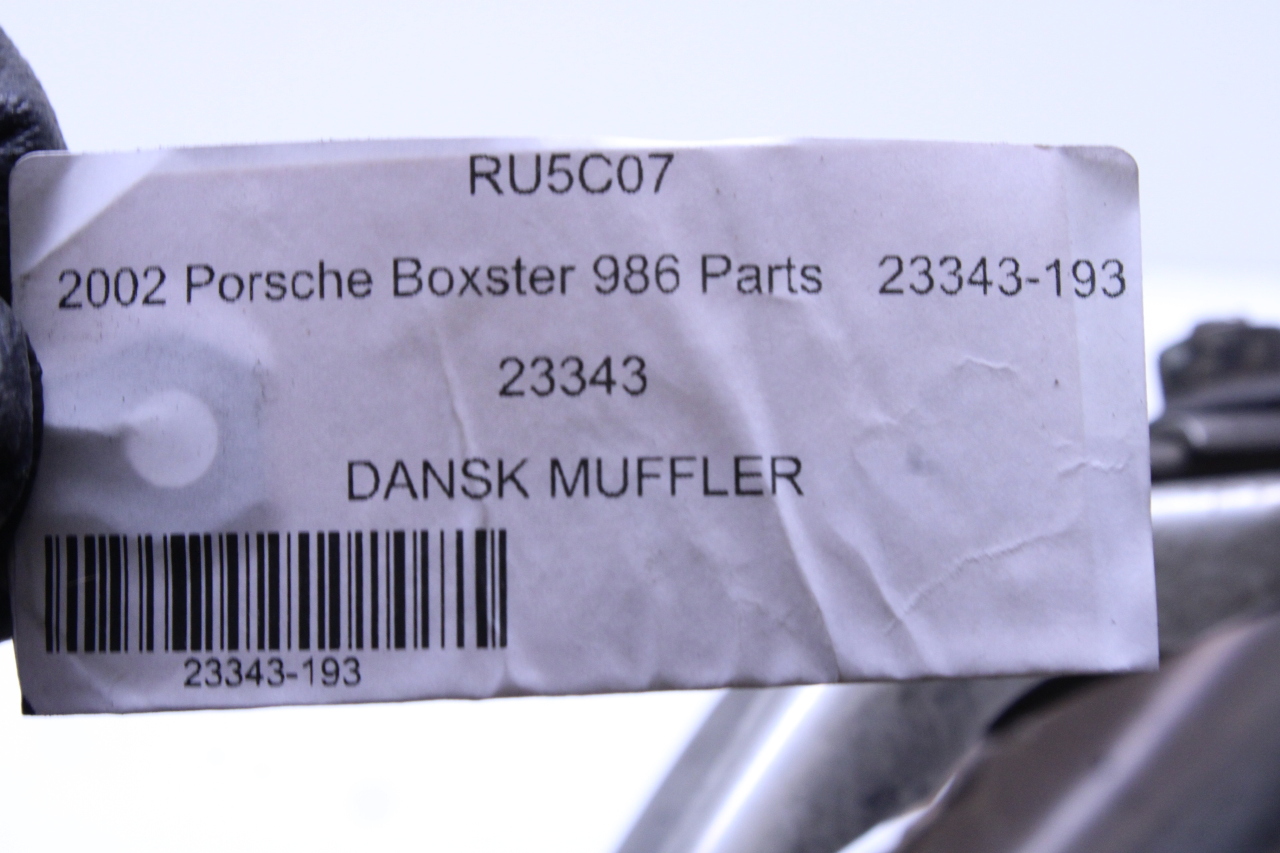 RU5C07
2002 Porsche Boxster 986 Parts 23343-193
23343
DANSK MUFFLER
23343-193